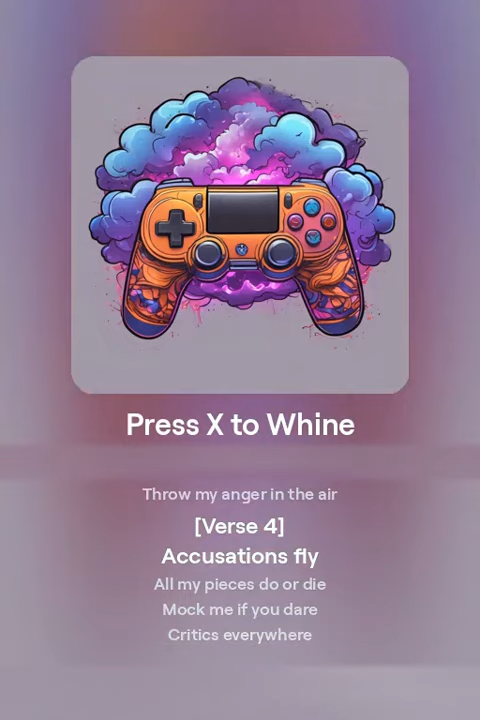 Press X to Whine
Throw my anger in the air
[Verse 4]
Accusations fly
All my pieces do or die
Mock me if you dare
Critics everywhere